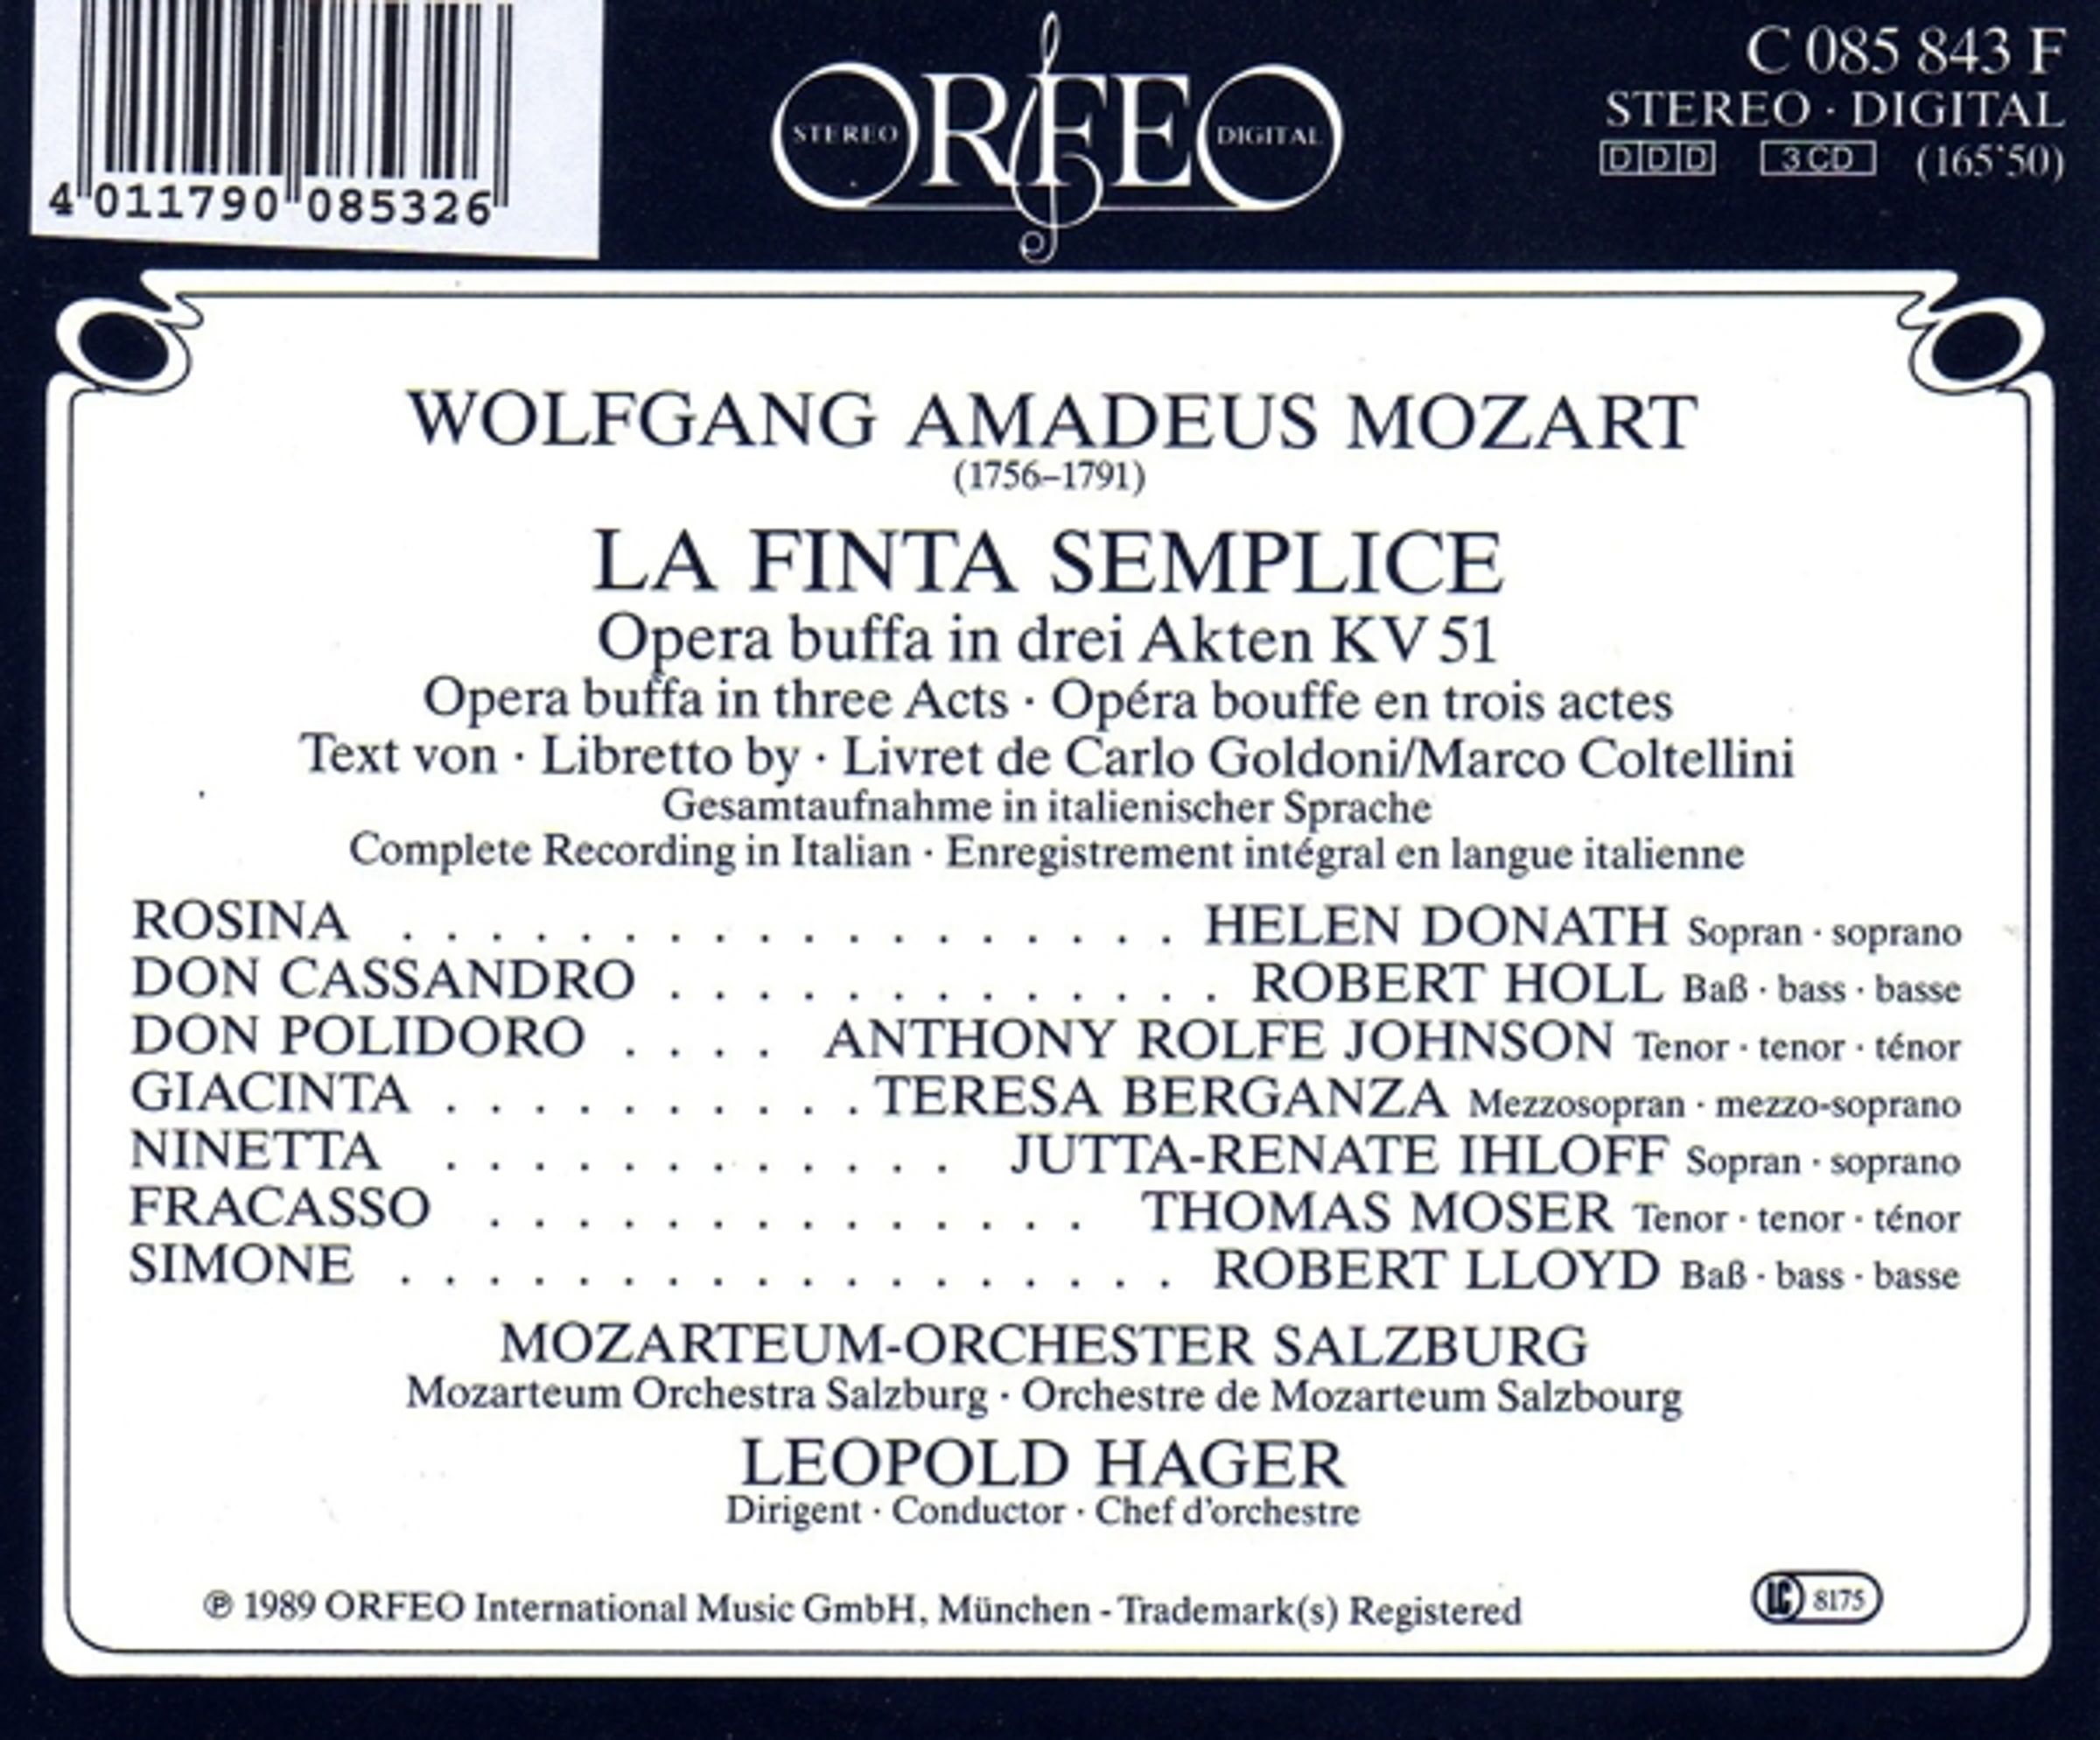 4 011790 085326
STEREO ORFEO DIGITAL
C 085 843 F
STEREO · DIGITAL
DDD 3 CD (165'50)
WOLFGANG AMADEUS MOZART
(1756–1791)
LA FINTA SEMPLICE
Opera buffa in drei Akten KV 51
Opera buffa in three Acts · Opéra bouffe en trois actes
Text von · Libretto by · Livret de Carlo Goldoni/Marco Coltellini
Gesamtaufnahme in italienischer Sprache
Complete Recording in Italian · Enregistrement intégral en langue italienne
ROSINA . . . . . . . . . . . . . . . . . . HELEN DONATH Sopran · soprano
DON CASSANDRO . . . . . . . . . . . . . ROBERT HOLL Baß · bass · basse
DON POLIDORO . . . . ANTHONY ROLFE JOHNSON Tenor · tenor · ténor
GIACINTA . . . . . . . . . . TERESA BERGANZA Mezzosopran · mezzo-soprano
NINETTA . . . . . . . . . . . . JUTTA-RENATE IHLOFF Sopran · soprano
FRACASSO . . . . . . . . . . . . . . THOMAS MOSER Tenor · tenor · ténor
SIMONE . . . . . . . . . . . . . . . . . . ROBERT LLOYD Baß · bass · basse
MOZARTEUM-ORCHESTER SALZBURG
Mozarteum Orchestra Salzburg · Orchestre de Mozarteum Salzbourg
LEOPOLD HAGER
Dirigent · Conductor · Chef d'orchestre
℗ 1989 ORFEO International Music GmbH, München - Trademark(s) Registered
LC 8175